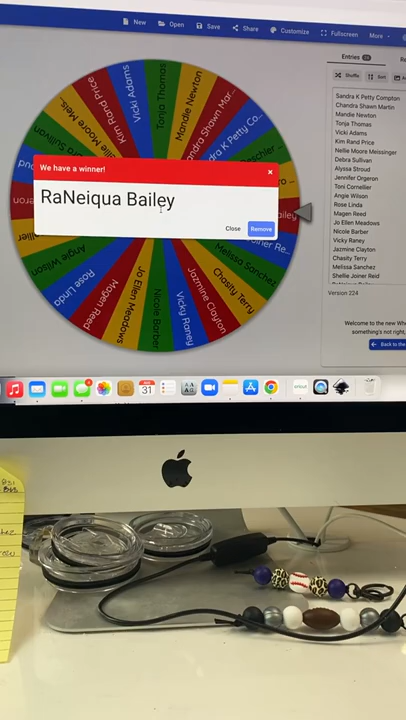 New Open Save Share Customize Fullscreen More
Entries
Shuffle Sort
Sandra K Petty Compton
Chandra Shawn Martin
Mandie Newton
Tonja Thomas
Vicki Adams
Kim Rand Price
Nellie Moore Meissinger
Debra Sullivan
Alyssa Stroud
Jennifer Orgeron
Toni Cornellier
Angie Wilson
Rose Linda
Magen Reed
Jo Ellen Meadows
Nicole Barber
Vicky Raney
Jazmine Clayton
Chasity Terry
Melissa Sanchez
Shellie Joiner Reid
Version 224
Welcome to the new
something's not right,
Back to the
We have a winner!
×
RaNeiqua Bailey
Close Remove
Kim Rand Price
Vicki Adams
Tonja Thomas
Mandie Newton
Melissa Sanchez
Chasity Terry
Jazmine Clayton
Vicky Raney
Nicole Barber
Jo Ellen Meadows
Magen Reed
Rose Linda
Angie Wilson
31